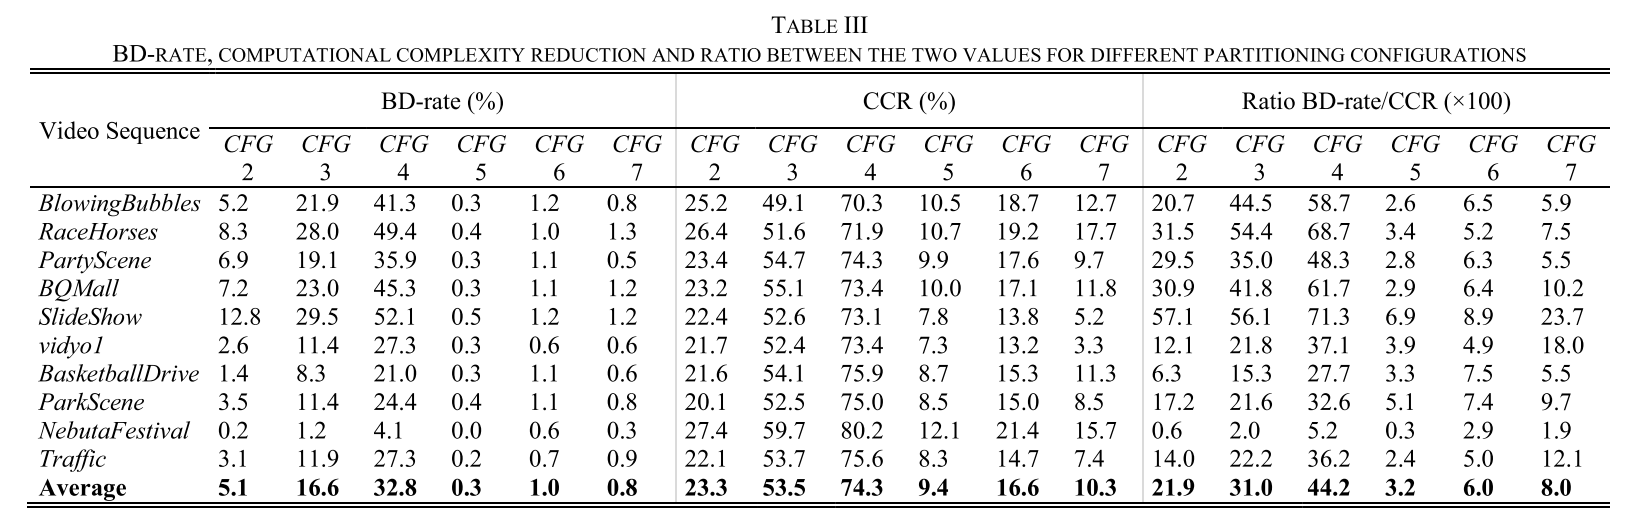 TABLE III
BD-RATE, COMPUTATIONAL COMPLEXITY REDUCTION AND RATIO BETWEEN THE TWO VALUES FOR DIFFERENT PARTITIONING CONFIGURATIONS
Video Sequence BD-rate (%) CCR (%) Ratio BD-rate/CCR (×100)
CFG CFG CFG CFG CFG CFG CFG CFG CFG CFG CFG CFG CFG CFG CFG CFG CFG CFG
2 3 4 5 6 7 2 3 4 5 6 7 2 3 4 5 6 7
BlowingBubbles 5.2 21.9 41.3 0.3 1.2 0.8 25.2 49.1 70.3 10.5 18.7 12.7 20.7 44.5 58.7 2.6 6.5 5.9
RaceHorses 8.3 28.0 49.4 0.4 1.0 1.3 26.4 51.6 71.9 10.7 19.2 17.7 31.5 54.4 68.7 3.4 5.2 7.5
PartyScene 6.9 19.1 35.9 0.3 1.1 0.5 23.4 54.7 74.3 9.9 17.6 9.7 29.5 35.0 48.3 2.8 6.3 5.5
BQMall 7.2 23.0 45.3 0.3 1.1 1.2 23.2 55.1 73.4 10.0 17.1 11.8 30.9 41.8 61.7 2.9 6.4 10.2
SlideShow 12.8 29.5 52.1 0.5 1.2 1.2 22.4 52.6 73.1 7.8 13.8 5.2 57.1 56.1 71.3 6.9 8.9 23.7
vidyo1 2.6 11.4 27.3 0.3 0.6 0.6 21.7 52.4 73.4 7.3 13.2 3.3 12.1 21.8 37.1 3.9 4.9 18.0
BasketballDrive 1.4 8.3 21.0 0.3 1.1 0.6 21.6 54.1 75.9 8.7 15.3 11.3 6.3 15.3 27.7 3.3 7.5 5.5
ParkScene 3.5 11.4 24.4 0.4 1.1 0.8 20.1 52.5 75.0 8.5 15.0 8.5 17.2 21.6 32.6 5.1 7.4 9.7
NebutaFestival 0.2 1.2 4.1 0.0 0.6 0.3 27.4 59.7 80.2 12.1 21.4 15.7 0.6 2.0 5.2 0.3 2.9 1.9
Traffic 3.1 11.9 27.3 0.2 0.7 0.9 22.1 53.7 75.6 8.3 14.7 7.4 14.0 22.2 36.2 2.4 5.0 12.1
Average 5.1 16.6 32.8 0.3 1.0 0.8 23.3 53.5 74.3 9.4 16.6 10.3 21.9 31.0 44.2 3.2 6.0 8.0